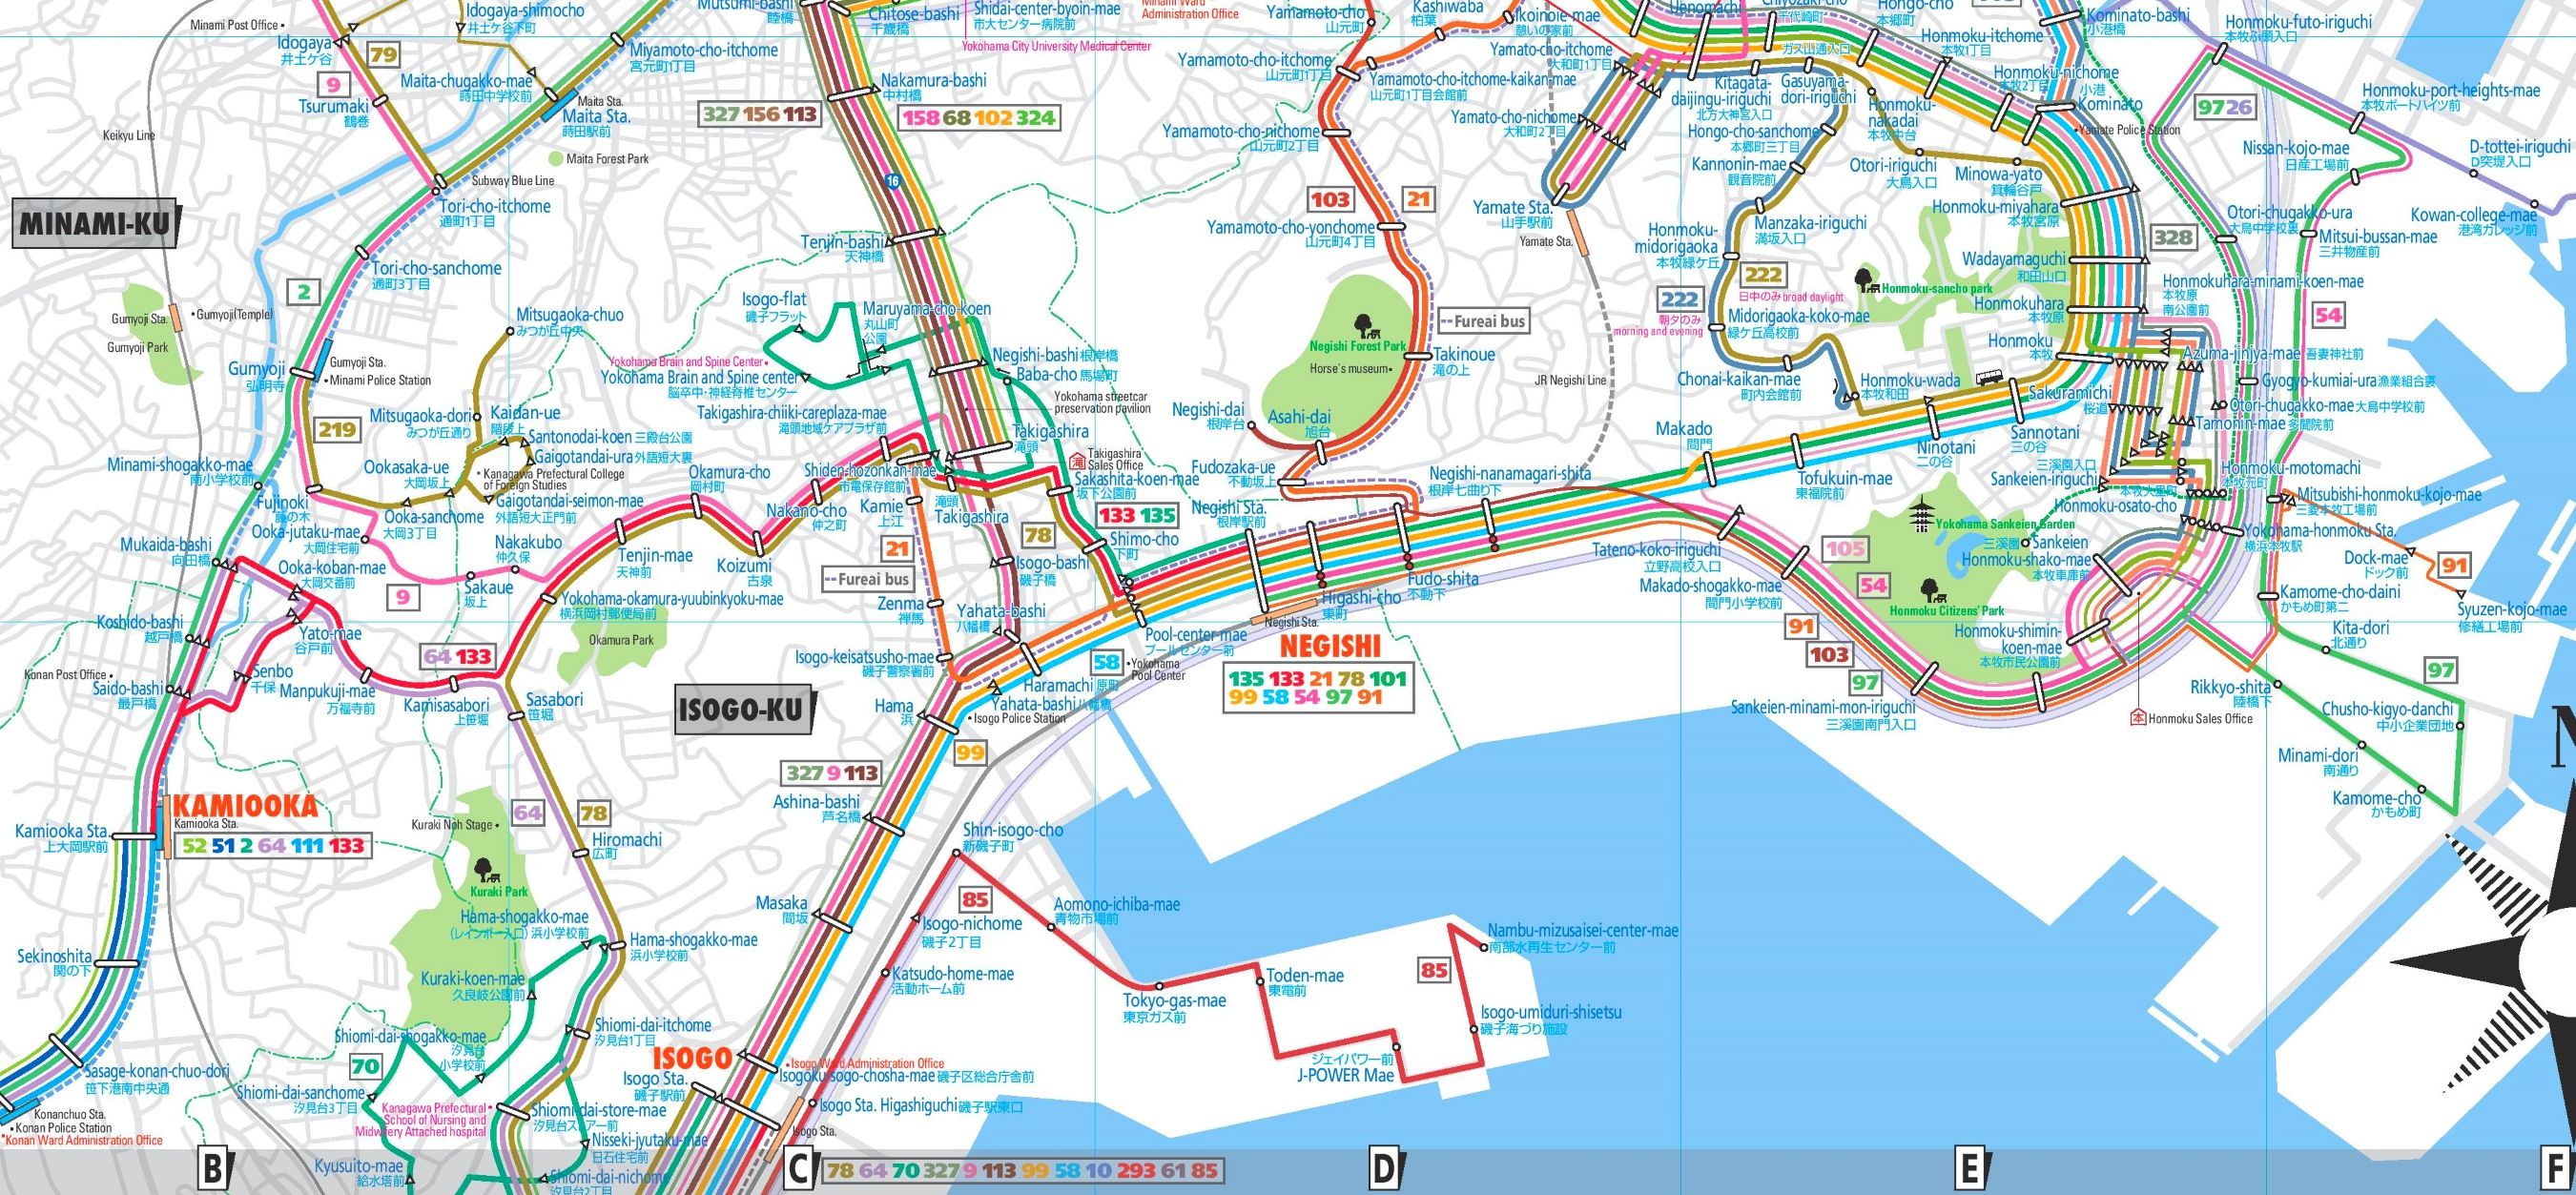 Minami Post Office
Idogaya-shimocho
井土ヶ谷下町
Mutsumi-bashi
睦橋
Chitose-bashi
千歳橋
Shidai-center-byoin-mae
市大センター病院前
Administration Office
Yokohama City University Medical Center
Yamamoto-cho
山元町
Kashiwaba
柏葉
Ikoinoie-mae
憩いの家前
Hongo-cho
本郷町
Kominato-bashi
小港橋
Honmoku-futo-iriguchi
本牧ふ頭入口
Idogaya
井土ヶ谷
79
9
Miyamoto-cho-itchome
宮元町1丁目
Maita-chugakko-mae
蒔田中学校前
Tsurumaki
鶴巻
Maita Sta.
Maita Sta.
蒔田駅前
Keikyu Line
Maita Forest Park
Subway Blue Line
Tori-cho-itchome
通町1丁目
327 156 113
Nakamura-bashi
中村橋
158 68 102 324
16
Yamamoto-cho-itchome
山元町1丁目
Yamamoto-cho-itchome-kaikan-mae
山元町1丁目会館前
Yamamoto-cho-nichome
山元町2丁目
103
21
Yamamoto-cho-yonchome
山元町4丁目
Yamato-cho-itchome
大和町1丁目
Yamato-cho-nichome
大和町2丁目
Yamate Sta.
山手駅前
Yamate Sta.
ガス山通入口
Kitagata-
daijingu-iriguchi
北方大神宮入口
Gasuyama-
dori-iriguchi
Hongo-cho-sanchome
本郷町三丁目
Kannonin-mae
観音院前
Honmoku-itchome
本牧1丁目
Honmoku-nichome
本牧2丁目
小港
Kominato
Yamate Police Station
Honmoku-
nakadai
本牧中台
Otori-iriguchi
大鳥入口
Minowa-yato
箕輪谷戸
Honmoku-miyahara
本牧宮原
97 26
Honmoku-port-heights-mae
本牧ポートハイツ前
Nissan-kojo-mae
日産工場前
D-tottei-iriguchi
D突堤入口
Kowan-college-mae
港湾カレッジ前
MINAMI-KU
Tori-cho-sanchome
通町3丁目
2
Tenjin-bashi
天神橋
Honmoku-
midorigaoka
本牧緑ケ丘
Manzaka-iriguchi
満坂入口
Wadayamaguchi
和田山口
328
Otori-chugakko-ura
大鳥中学校裏
Mitsui-bussan-mae
三井物産前
Gumyoji Sta.
Gumyoji(Temple)
Gumyoji Park
Mitsugaoka-chuo
みつが丘中央
Isogo-flat
磯子フラット
Maruyama-cho-koen
丸山町
公園
Fureai bus
Negishi Forest Park
Horse's museum
Takinoue
滝の上
JR Negishi Line
222
朝夕のみ
morning and evening
222
日中のみ broad daylight
Midorigaoka-koko-mae
緑ケ丘高校前
Honmoku-sancho park
Honmokuhara
本牧原
Honmokuhara-minami-koen-mae
本牧原
南公園前
54
Gumyoji
弘明寺
Gumyoji Sta.
Minami Police Station
Yokohama Brain and Spine Center
Yokohama Brain and Spine center
脳卒中・神経脊椎センター
Negishi-bashi 根岸橋
Baba-cho 馬場町
Yokohama streetcar
preservation pavilion
Chonai-kaikan-mae
町内会館前
Honmoku-wada
本牧和田
Honmoku
本牧
Azuma-jinjya-mae 吾妻神社前
Gyogyo-kumiai-ura 漁業組合裏
Otori-chugakko-mae 大鳥中学校前
Tamonin-mae 多聞院前
219
Mitsugaoka-dori
みつが丘通り
Kaidan-ue
階段上
Santonodai-koen 三殿台公園
Gaigotandai-ura 外語短大裏
Kanagawa Prefectural College
of Foreign Studies
Takigashira-chiiki-careplaza-mae
滝頭地域ケアプラザ前
Takigashira
滝頭
Takigashira
Sales Office
Negishi-dai
根岸台
Asahi-dai
旭台
Makado
間門
Sakuramichi
桜道
Sannotani
三の谷
Ninotani
二の谷
Minami-shogakko-mae
南小学校前
Ookasaka-ue
大岡坂上
Okamura-cho
岡村町
Shiden-hozonkan-mae
市電保存館前
Sakashita-koen-mae
坂下公園前
Fudozaka-ue
不動坂上
Negishi-nanamagari-shita
根岸七曲り下
Tofukuin-mae
東福院前
三溪園入口
Sankeien-iriguchi
Honmoku-motomachi
本牧元町
Mitsubishi-honmoku-kojo-mae
三菱本牧工場前
Fujinoki
藤の木
Ooka-jutaku-mae
大岡住宅前
Ooka-sanchome
大岡3丁目
Gaigotandai-seimon-mae
外語短大正門前
Nakano-cho
仲之町
Kamie
上江
滝頭
Takigashira
133 135
Negishi Sta.
根岸駅前
Yokohama Sankeien Garden
Honmoku-osato-cho
Yokohama-honmoku Sta.
横浜本牧駅
Mukaida-bashi
向田橋
Ooka-koban-mae
大岡交番前
Nakakubo
仲久保
Tenjin-mae
天神前
Koizumi
古泉
21
78
Shimo-cho
下町
Tateno-koko-iriguchi
立野高校入口
三溪園
Sankeien
Honmoku-shako-mae
本牧車庫前
Dock-mae
ドック前
91
9
Sakaue
坂上
Yokohama-okamura-yuubinkyoku-mae
横浜岡村郵便局前
Fureai bus
Isogo-bashi
磯子橋
Fudo-shita
不動下
Higashi-cho
東町
Makado-shogakko-mae
間門小学校前
105
54
Honmoku Citizens' Park
Kamome-cho-daini
かもめ町第二
Syuzen-kojo-mae
修繕工場前
Koshido-bashi
越戸橋
Yato-mae
谷戸前
64 133
Okamura Park
Zenma
禅馬
Yahata-bashi
八幡橋
Negishi Sta.
Pool-center-mae
プールセンター前
NEGISHI
91
103
97
Honmoku-shimin-
koen-mae
本牧市民公園前
Kita-dori
北通り
Konan Post Office
Saido-bashi
最戸橋
Senbo
千保
Manpukuji-mae
万福寺前
Kamisasabori
上笹堀
Sasabori
笹堀
Isogo-keisatsusho-mae
磯子警察署前
58
Yokohama
Pool Center
Haramachi 原町
Yahata-bashi 八幡橋
135 133 21 78 101
99 58 54 97 91
Rikkyo-shita
陸橋下
97
ISOGO-KU
Hama
浜
Isogo Police Station
Sankeien-minami-mon-iriguchi
三溪園南門入口
Honmoku Sales Office
Chusho-kigyo-danchi
中小企業団地
99
327 9 113
Minami-dori
南通り
KAMIOOKA
Kamiooka Sta.
Kamiooka Sta.
上大岡駅前
52 51 2 64 111 133
Kuraki Noh Stage
64
78
Hiromachi
広町
Ashina-bashi
芦名橋
Shin-isogo-cho
新磯子町
Kamome-cho
かもめ町
Kuraki Park
Hama-shogakko-mae
(レインボー入口) 浜小学校前
Masaka
間坂
85
Isogo-nichome
磯子2丁目
Aomono-ichiba-mae
青物市場前
Nambu-mizusaisei-center-mae
南部水再生センター前
Sekinoshita
関の下
Hama-shogakko-mae
浜小学校前
Kuraki-koen-mae
久良岐公園前
Katsudo-home-mae
活動ホーム前
Tokyo-gas-mae
東京ガス前
Toden-mae
東電前
85
Isogo-umiduri-shisetsu
磯子海づり施設
Shiomi-dai-shogakko-mae
汐見台
小学校前
Shiomi-dai-itchome
汐見台1丁目
70
ISOGO
Isogo Ward Administration Office
Isogoku-sogo-chosha-mae 磯子区総合庁舎前
ジェイパワー前
J-POWER Mae
Sasage-konan-chuo-dori
笹下港南中央通
Shiomi-dai-sanchome
汐見台3丁目
Isogo Sta.
磯子駅前
Isogo Sta. Higashiguchi 磯子駅東口
Konanchuo Sta.
Konan Police Station
Konan Ward Administration Office
Kanagawa Prefectural
School of Nursing and
Midwifery Attached hospital
Shiomi-dai-store-mae
汐見台ストアー前
Isogo Sta.
Nisseki-jyutaku-mae
日石住宅前
Kyusuito-mae
給水塔前
Shiomi-dai-nichome
汐見台2丁目
B
C
78 64 70 327 9 113 99 58 10 293 61 85
D
E
F